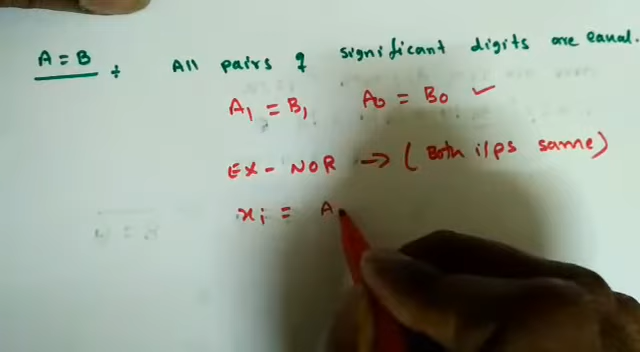 A = B : All pairs of significant digits are equal.
A1 = B1 A0 = B0 ✓
EX-NOR → (Both i/ps same)
xi = A